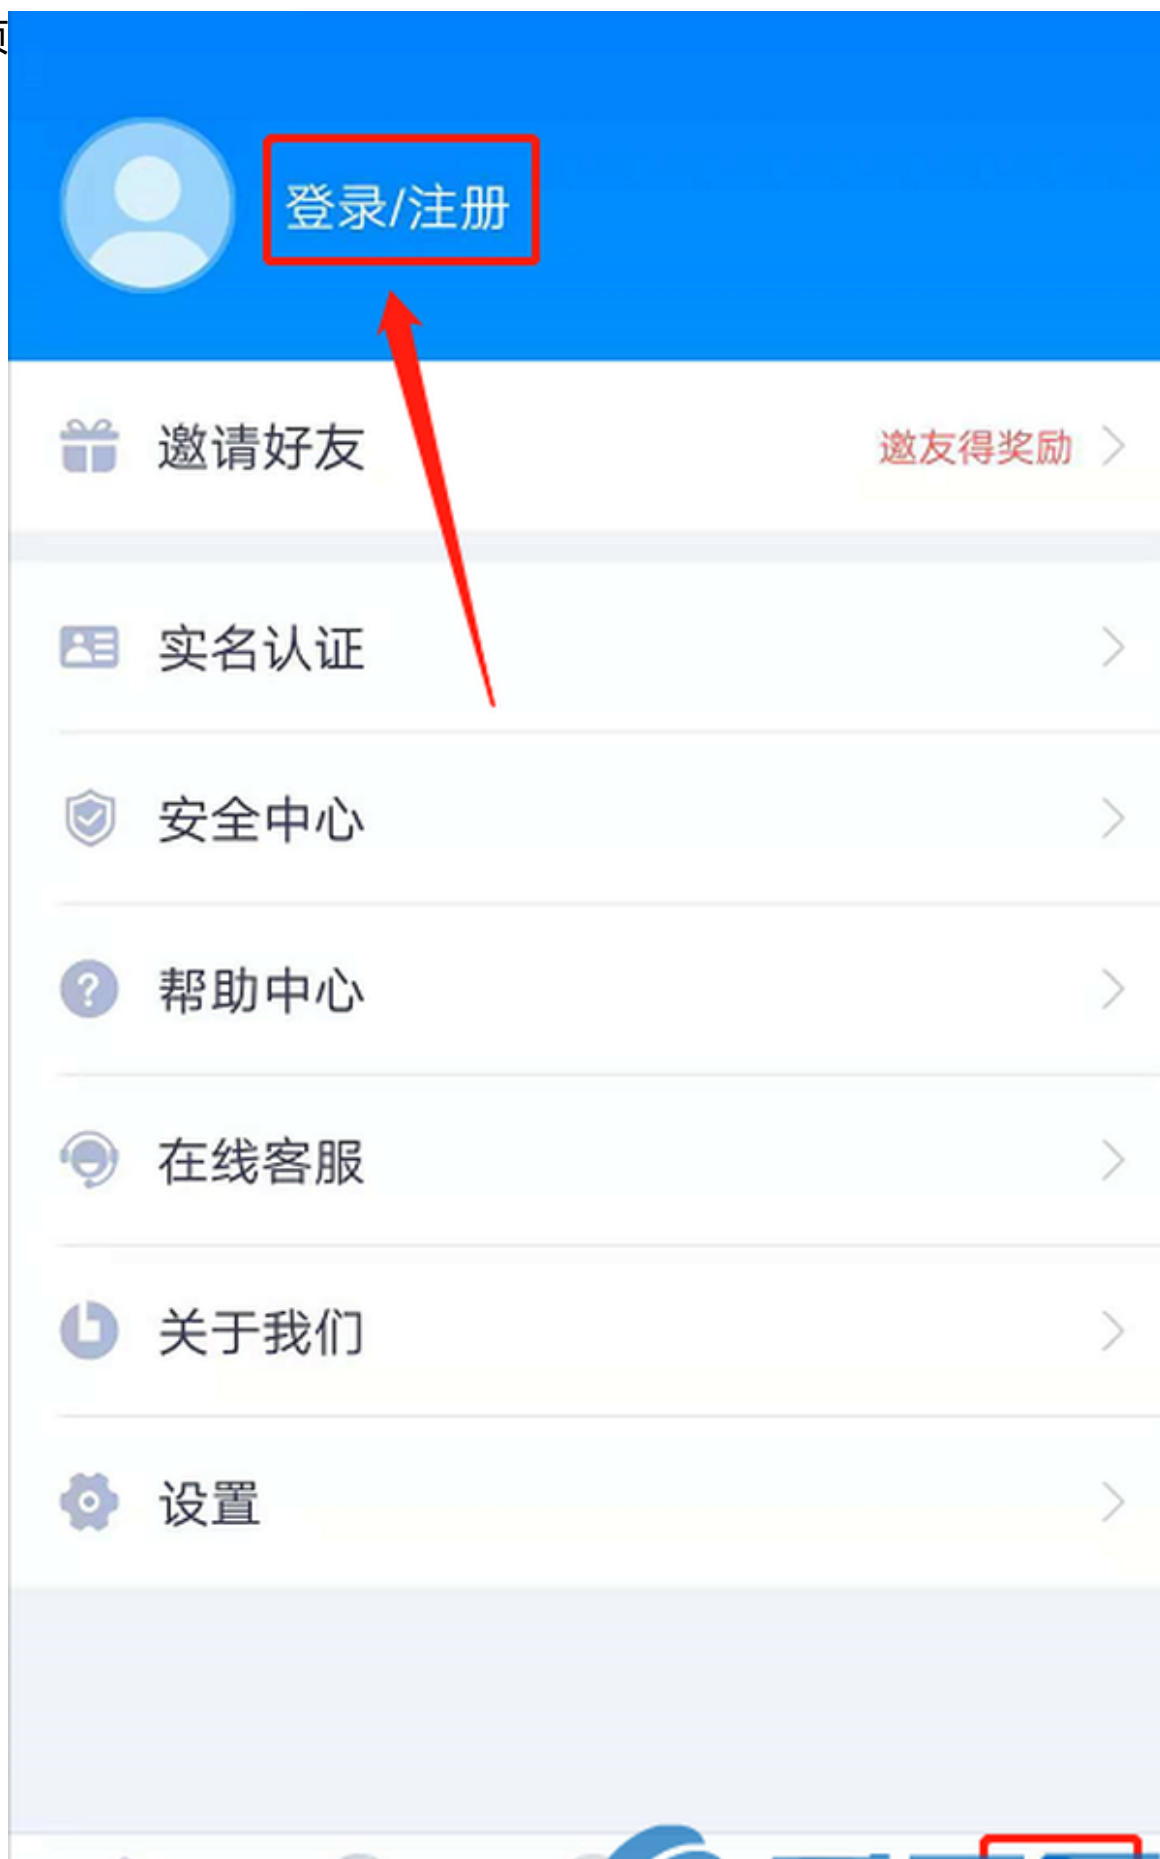 登录/注册
邀请好友 邀友得奖励
实名认证
安全中心
帮助中心
在线客服
关于我们
设置